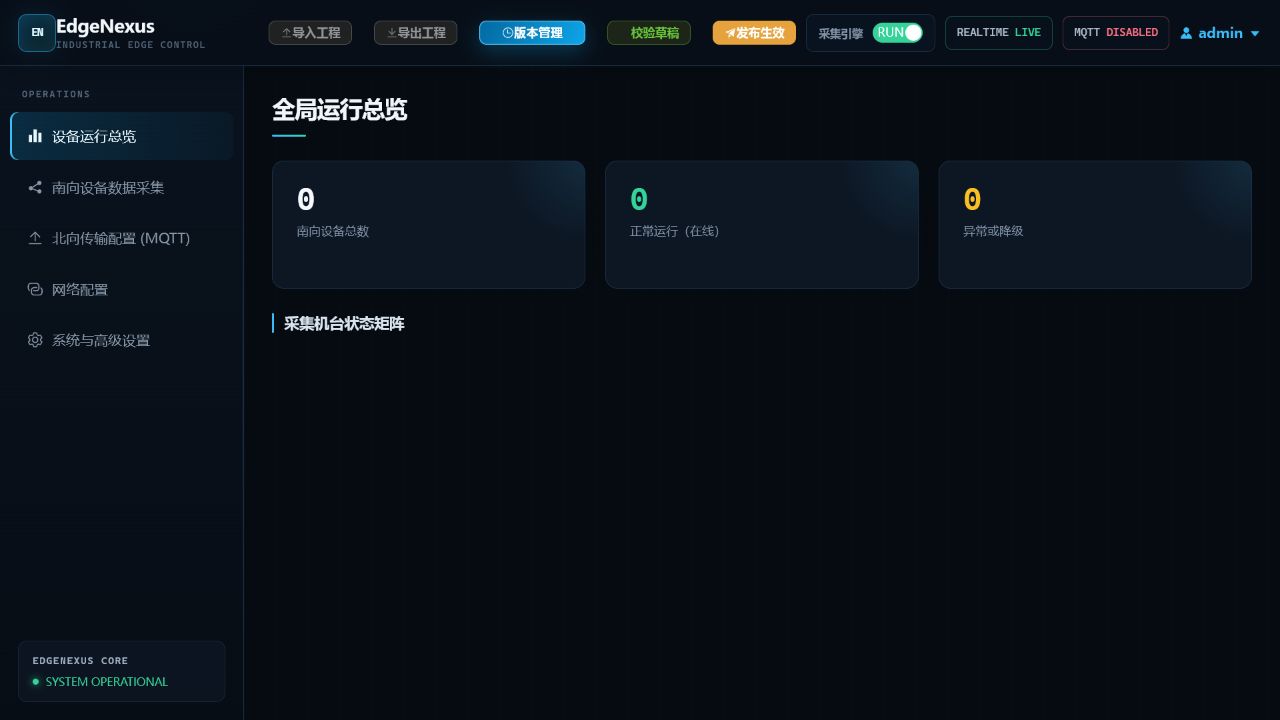 EN
EdgeNexus
INDUSTRIAL EDGE CONTROL
导入工程
导出工程
版本管理
校验草稿
发布生效
采集引擎
RUN
REALTIME LIVE
MQTT DISABLED
admin
OPERATIONS
设备运行总览
南向设备数据采集
北向传输配置 (MQTT)
网络配置
系统与高级设置
EDGENEXUS CORE
SYSTEM OPERATIONAL
全局运行总览
0
南向设备总数
0
正常运行（在线）
0
异常或降级
采集机台状态矩阵